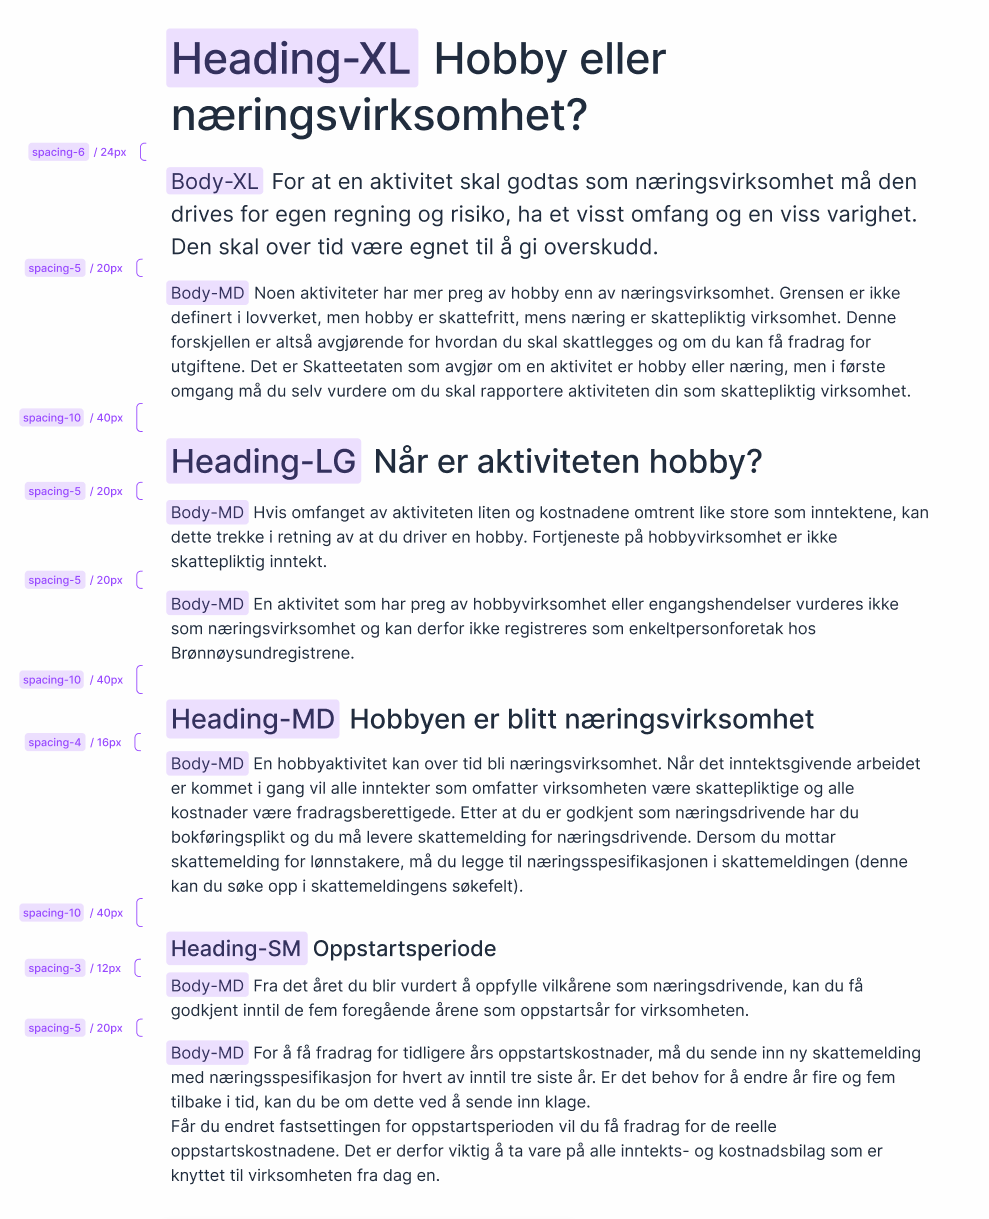 Heading-XL Hobby eller
næringsvirksomhet?
spacing-6 / 24px
Body-XL For at en aktivitet skal godtas som næringsvirksomhet må den
drives for egen regning og risiko, ha et visst omfang og en viss varighet.
Den skal over tid være egnet til å gi overskudd.
spacing-5 / 20px
Body-MD Noen aktiviteter har mer preg av hobby enn av næringsvirksomhet. Grensen er ikke
definert i lovverket, men hobby er skattefritt, mens næring er skattepliktig virksomhet. Denne
forskjellen er altså avgjørende for hvordan du skal skattlegges og om du kan få fradrag for
utgiftene. Det er Skatteetaten som avgjør om en aktivitet er hobby eller næring, men i første
omgang må du selv vurdere om du skal rapportere aktiviteten din som skattepliktig virksomhet.
spacing-10 / 40px
Heading-LG Når er aktiviteten hobby?
spacing-5 / 20px
Body-MD Hvis omfanget av aktiviteten liten og kostnadene omtrent like store som inntektene, kan
dette trekke i retning av at du driver en hobby. Fortjeneste på hobbyvirksomhet er ikke
skattepliktig inntekt.
spacing-5 / 20px
Body-MD En aktivitet som har preg av hobbyvirksomhet eller engangshendelser vurderes ikke
som næringsvirksomhet og kan derfor ikke registreres som enkeltpersonforetak hos
Brønnøysundregistrene.
spacing-10 / 40px
Heading-MD Hobbyen er blitt næringsvirksomhet
spacing-4 / 16px
Body-MD En hobbyaktivitet kan over tid bli næringsvirksomhet. Når det inntektsgivende arbeidet
er kommet i gang vil alle inntekter som omfatter virksomheten være skattepliktige og alle
kostnader være fradragsberettigede. Etter at du er godkjent som næringsdrivende har du
bokføringsplikt og du må levere skattemelding for næringsdrivende. Dersom du mottar
skattemelding for lønnstakere, må du legge til næringsspesifikasjonen i skattemeldingen (denne
kan du søke opp i skattemeldingens søkefelt).
spacing-10 / 40px
Heading-SM Oppstartsperiode
spacing-3 / 12px
Body-MD Fra det året du blir vurdert å oppfylle vilkårene som næringsdrivende, kan du få
godkjent inntil de fem foregående årene som oppstartsår for virksomheten.
spacing-5 / 20px
Body-MD For å få fradrag for tidligere års oppstartskostnader, må du sende inn ny skattemelding
med næringsspesifikasjon for hvert av inntil tre siste år. Er det behov for å endre år fire og fem
tilbake i tid, kan du be om dette ved å sende inn klage.
Får du endret fastsettingen for oppstartsperioden vil du få fradrag for de reelle
oppstartskostnadene. Det er derfor viktig å ta vare på alle inntekts- og kostnadsbilag som er
knyttet til virksomheten fra dag en.